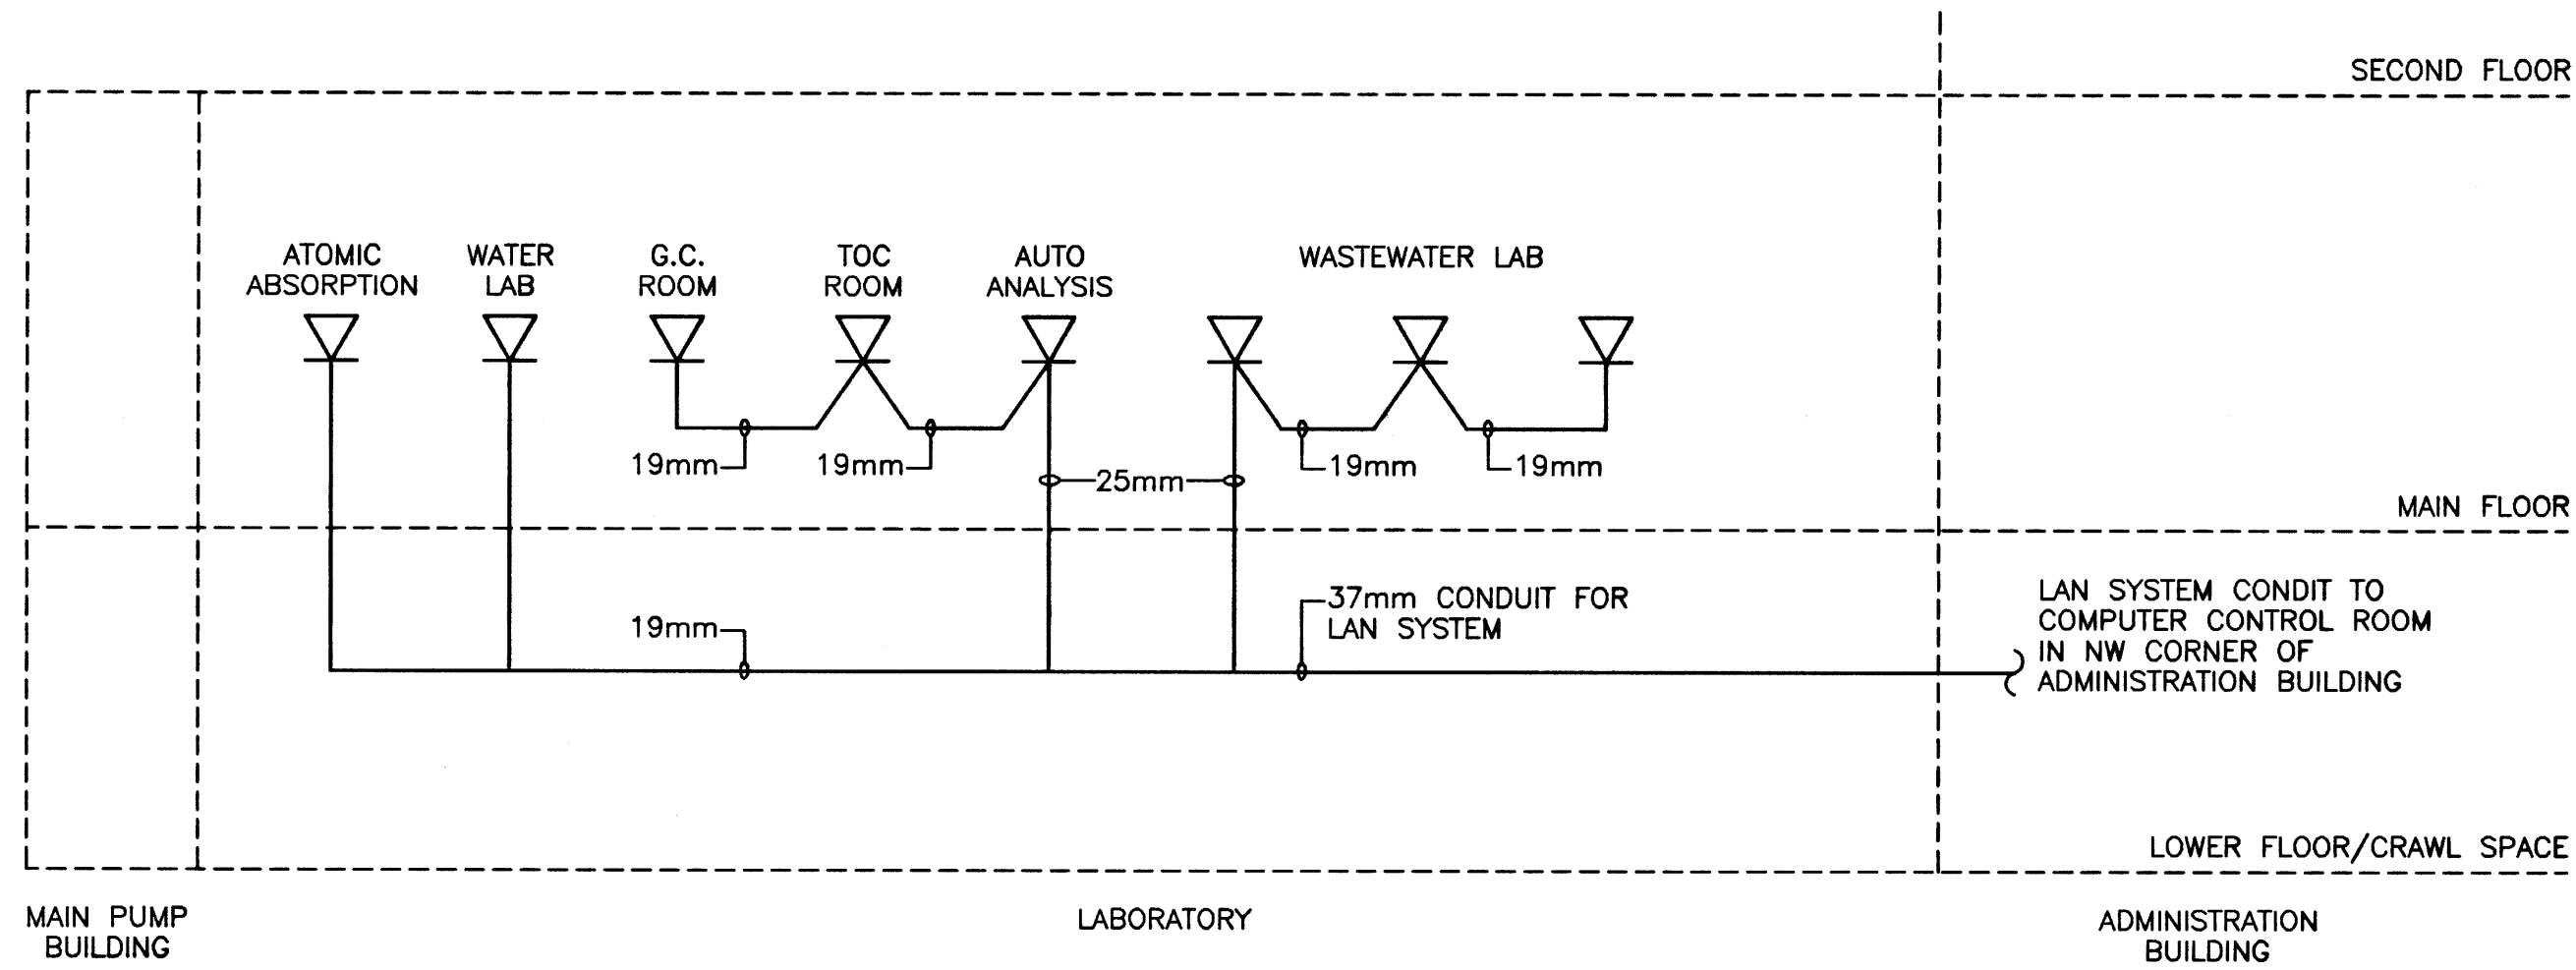 SECOND FLOOR
ATOMIC
ABSORPTION
WATER
LAB
G.C.
ROOM
TOC
ROOM
AUTO
ANALYSIS
WASTEWATER LAB
19mm
19mm
25mm
19mm
19mm
MAIN FLOOR
19mm
37mm CONDUIT FOR
LAN SYSTEM
LAN SYSTEM CONDIT TO
COMPUTER CONTROL ROOM
IN NW CORNER OF
ADMINISTRATION BUILDING
LOWER FLOOR/CRAWL SPACE
MAIN PUMP
BUILDING
LABORATORY
ADMINISTRATION
BUILDING